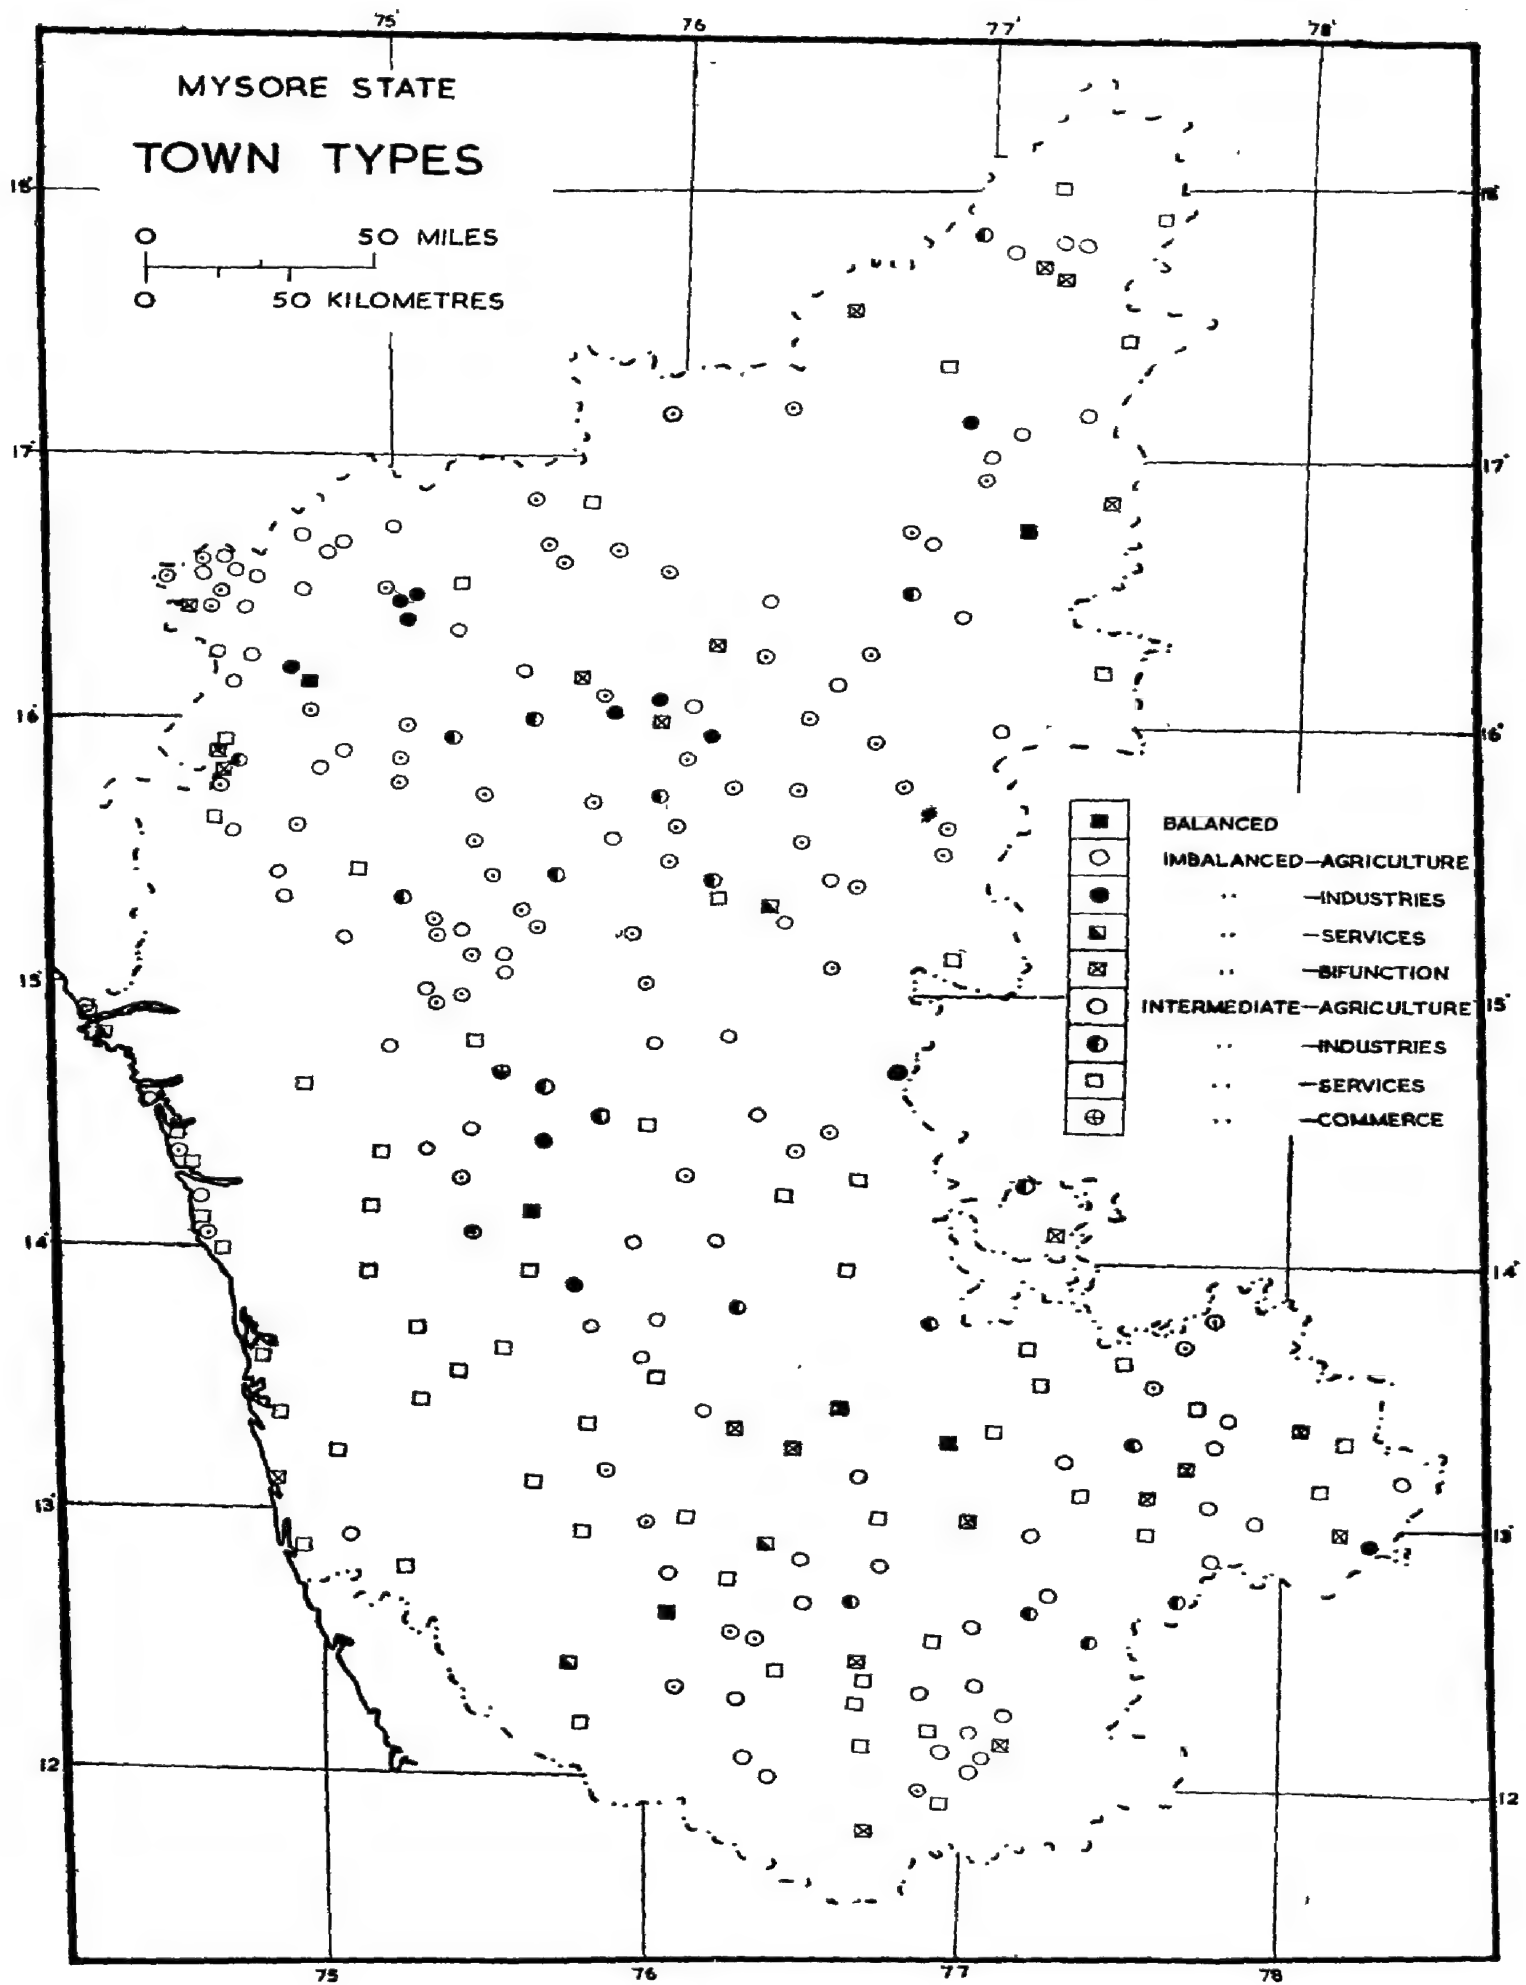 75° 76 77° 78°
MYSORE STATE
TOWN TYPES
18° 18°
0 50 MILES
0 50 KILOMETRES
17° 17°
16° 16°
BALANCED
IMBALANCED—AGRICULTURE
" —INDUSTRIES
" —SERVICES
" —BIFUNCTION
INTERMEDIATE—AGRICULTURE
" —INDUSTRIES
" —SERVICES
" —COMMERCE
15° 15°
14° 14°
13° 13°
12° 12
75 76 77 78